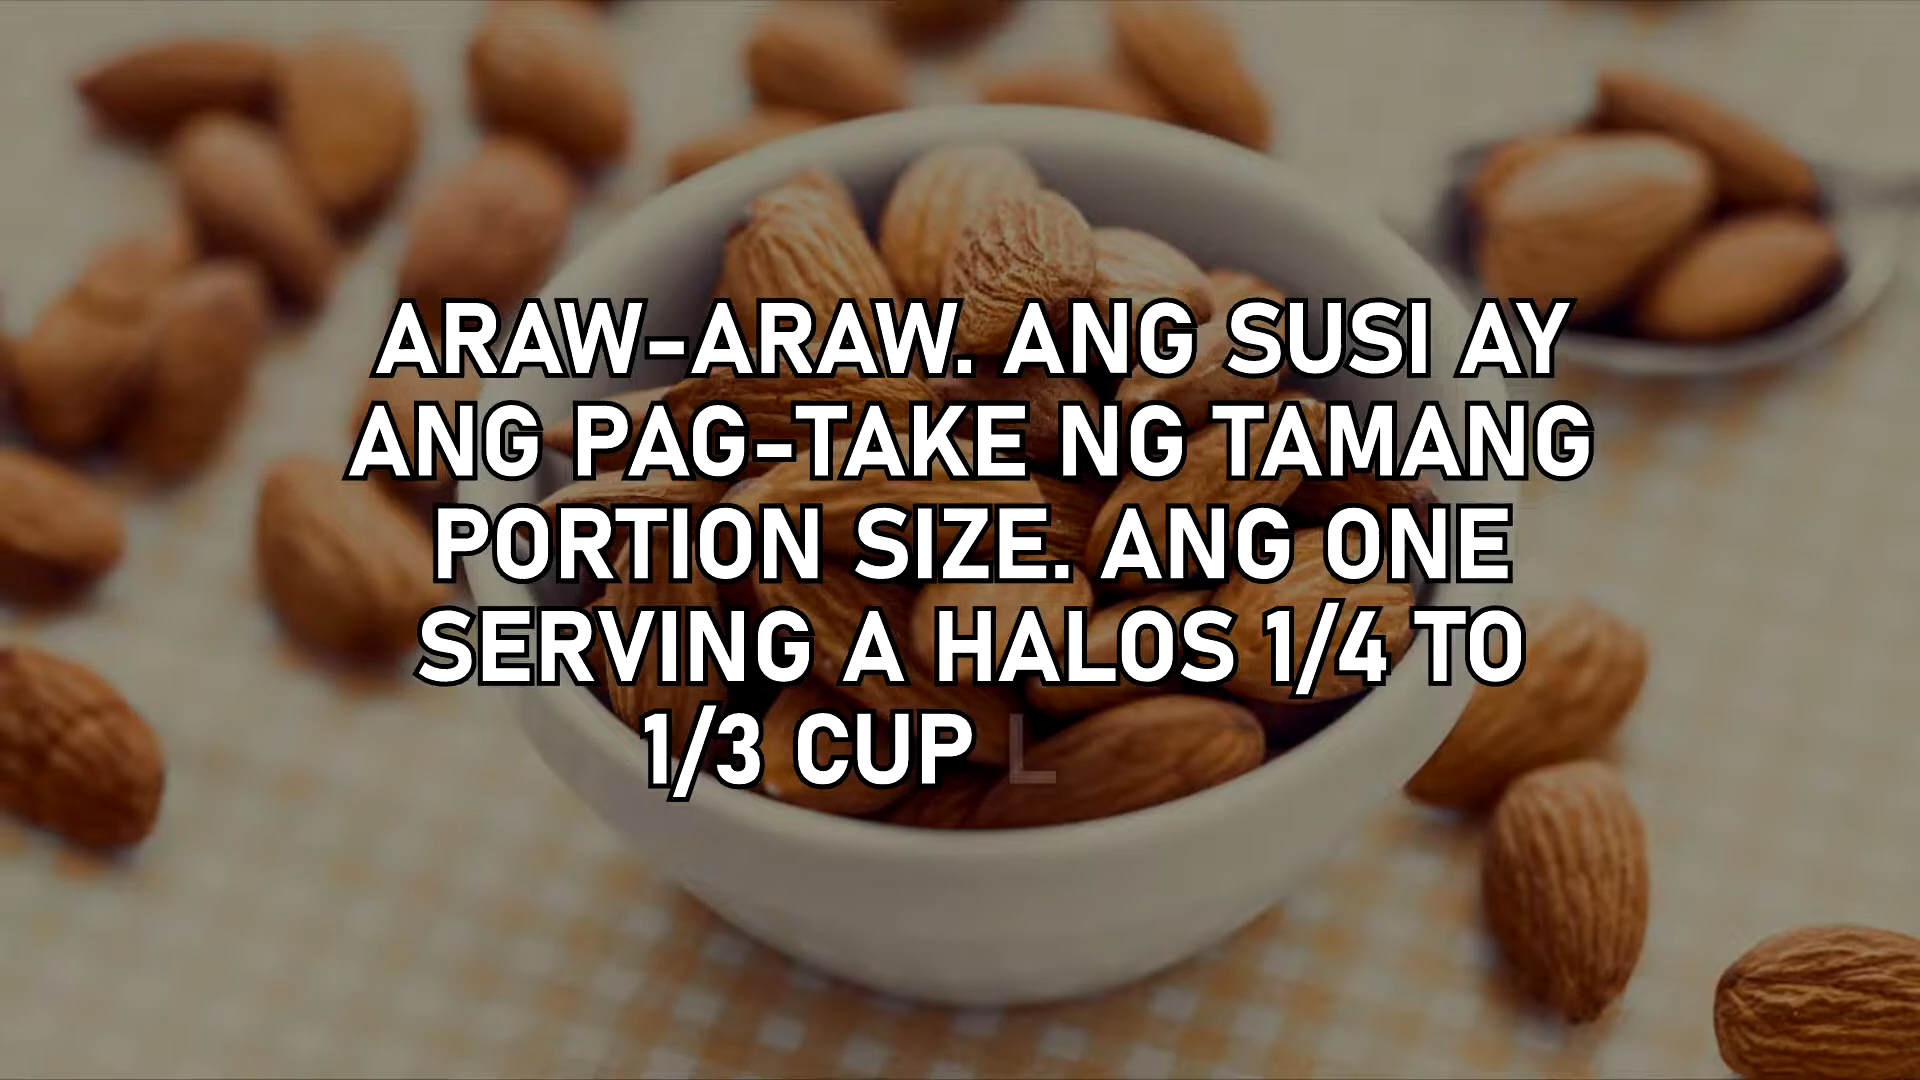 ARAW-ARAW. ANG SUSI AY
ANG PAG-TAKE NG TAMANG
PORTION SIZE. ANG ONE
SERVING A HALOS 1/4 TO
1/3 CUP L